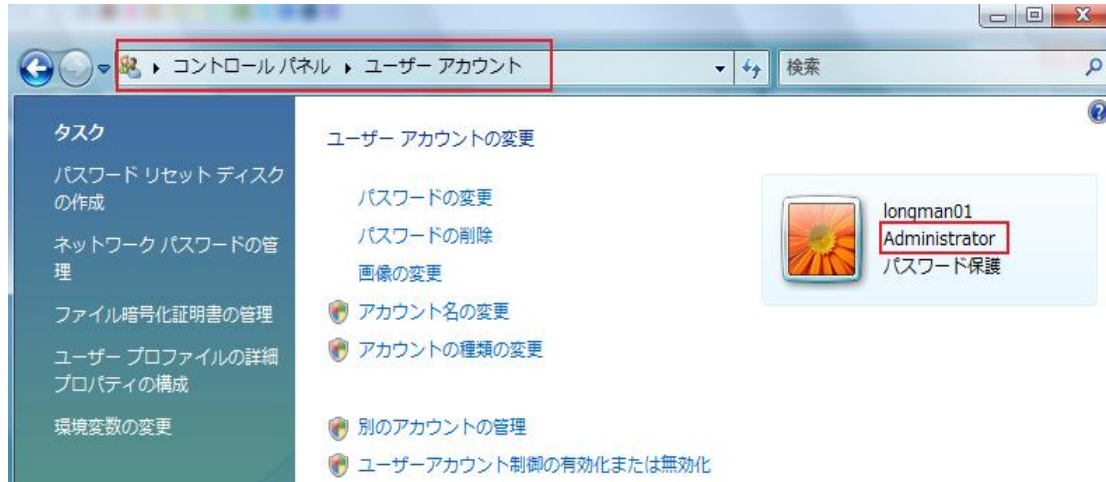 コントロール パネル ▸ ユーザー アカウント
検索
タスク
パスワード リセット ディスク
の作成
ネットワーク パスワードの管
理
ファイル暗号化証明書の管理
ユーザー プロファイルの詳細
プロパティの構成
環境変数の変更
ユーザー アカウントの変更
パスワードの変更
パスワードの削除
画像の変更
アカウント名の変更
アカウントの種類の変更
別のアカウントの管理
ユーザーアカウント制御の有効化または無効化
longman01
Administrator
パスワード保護